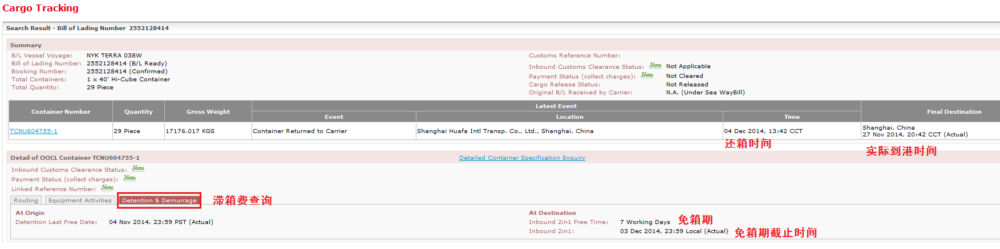 Cargo Tracking
Search Result - Bill of Lading Number 2552128414
Summary
B/L Vessel Voyage: NYK TERRA 038W
Bill of Lading Number: 2552128414 (B/L Ready)
Booking Number: 2552128414 (Confirmed)
Total Containers: 1 x 40' Hi-Cube Container
Total Quantity: 29 Piece
Customs Reference Number:
Inbound Customs Clearance Status: Note Not Applicable
Payment Status (collect charges): Note Not Cleared
Cargo Release Status: Not Released
Original B/L Received by Carrier: N.A. (Under Sea WayBill)
Container Number Quantity Gross Weight Latest Event Final Destination
Event Location Time
TCNU604755-1 29 Piece 17176.017 KGS Container Returned to Carrier Shanghai Huafa Intl Transp. Co., Ltd., Shanghai, China 04 Dec 2014, 13:42 CCT Shanghai, China
27 Nov 2014, 20:42 CCT (Actual)
还箱时间 实际到港时间
Detail of OOCL Container TCNU604755-1 Detailed Container Specification Enquiry
Inbound Customs Clearance Status: Note
Payment Status (collect charges): Note
Linked Reference Number: Note
Routing Equipment Activities Detention & Demurrage 滞箱费查询
At Origin
Detention Last Free Date: 04 Nov 2014, 23:59 PST (Actual)
At Destination
Inbound 2in1 Free Time: 7 Working Days 免箱期
Inbound 2in1: 03 Dec 2014, 23:59 Local (Actual) 免箱期截止时间